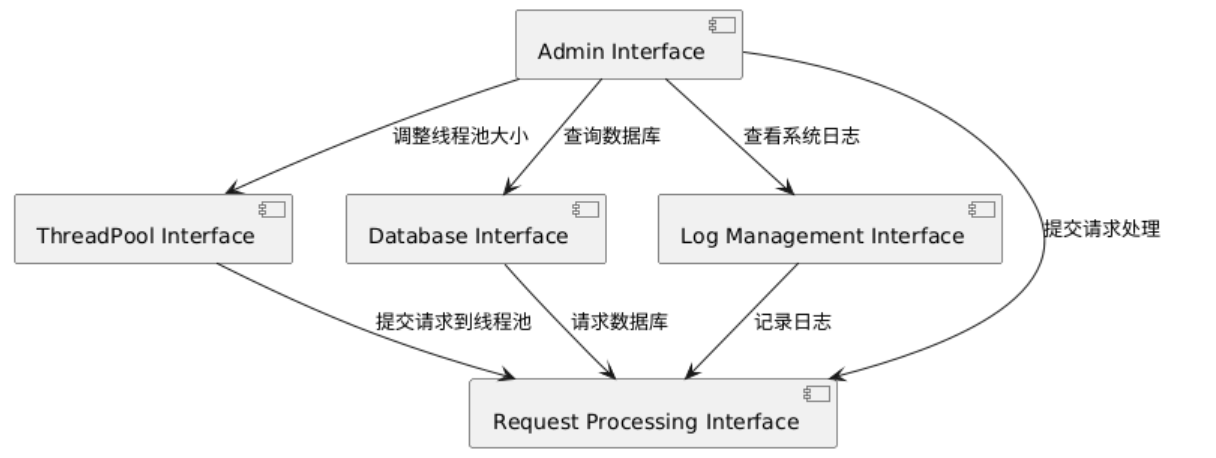 Admin Interface
调整线程池大小
查询数据库
查看系统日志
提交请求处理
ThreadPool Interface
Database Interface
Log Management Interface
提交请求到线程池
请求数据库
记录日志
Request Processing Interface